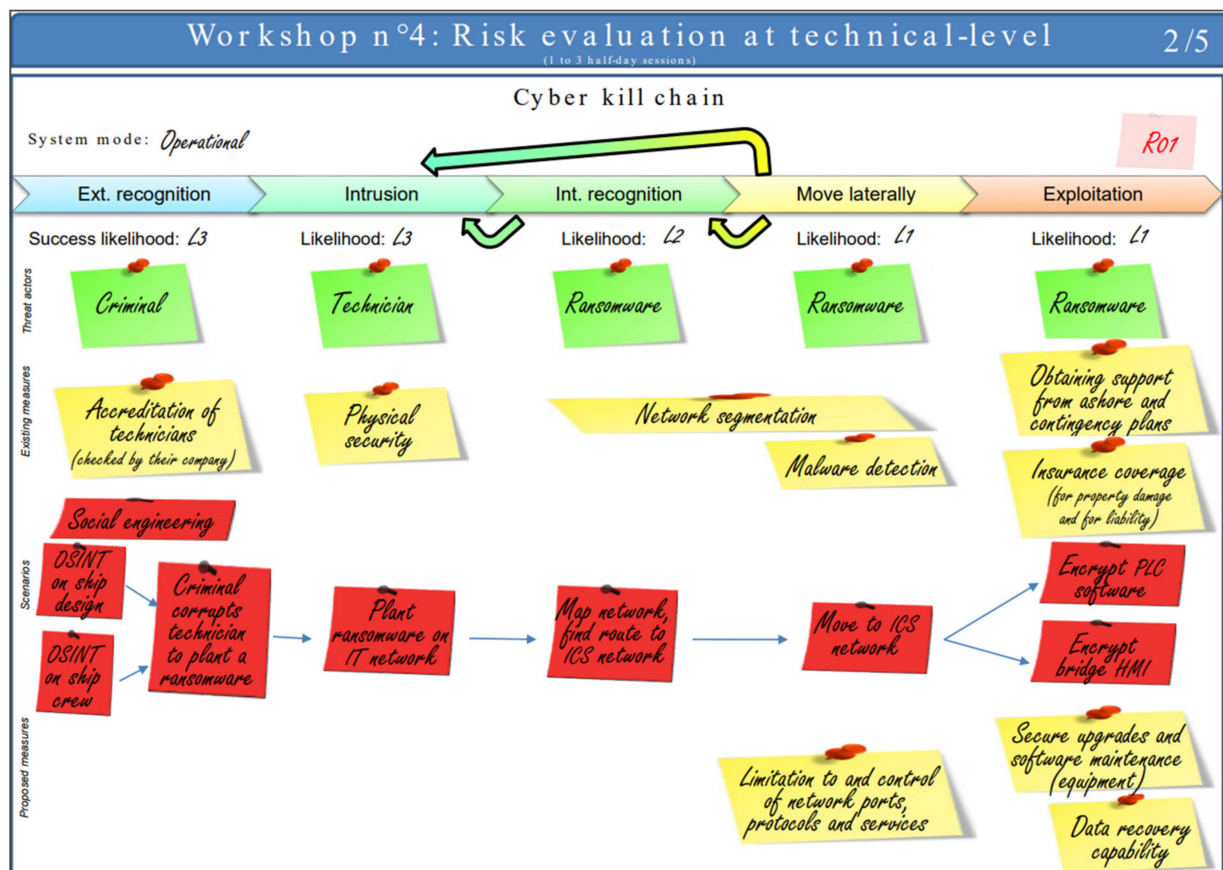 Workshop n°4: Risk evaluation at technical-level
2/5
(1 to 3 half-day sessions)
Cyber kill chain
System mode: Operational
R01
Ext. recognition
Intrusion
Int. recognition
Move laterally
Exploitation
Success likelihood: L3
Likelihood: L3
Likelihood: L2
Likelihood: L1
Likelihood: L1
Threat actors
Criminal
Technician
Ransomware
Ransomware
Ransomware
Existing measures
Accreditation of
technicians
(checked by their company)
Physical
security
Network segmentation
Malware detection
Obtaining support
from ashore and
contingency plans
Insurance coverage
(for property damage
and for liability)
Scenarios
Social engineering
OSINT
on ship
design
OSINT
on ship
crew
Criminal
corrupts
technician
to plant a
ransomware
Plant
ransomware on
IT network
Map network,
find route to
ICS network
Move to ICS
network
Encrypt PLC
software
Encrypt
bridge HMI
Proposed measures
Limitation to and control
of network ports,
protocols and services
Secure upgrades and
software maintenance
(equipment)
Data recovery
capability